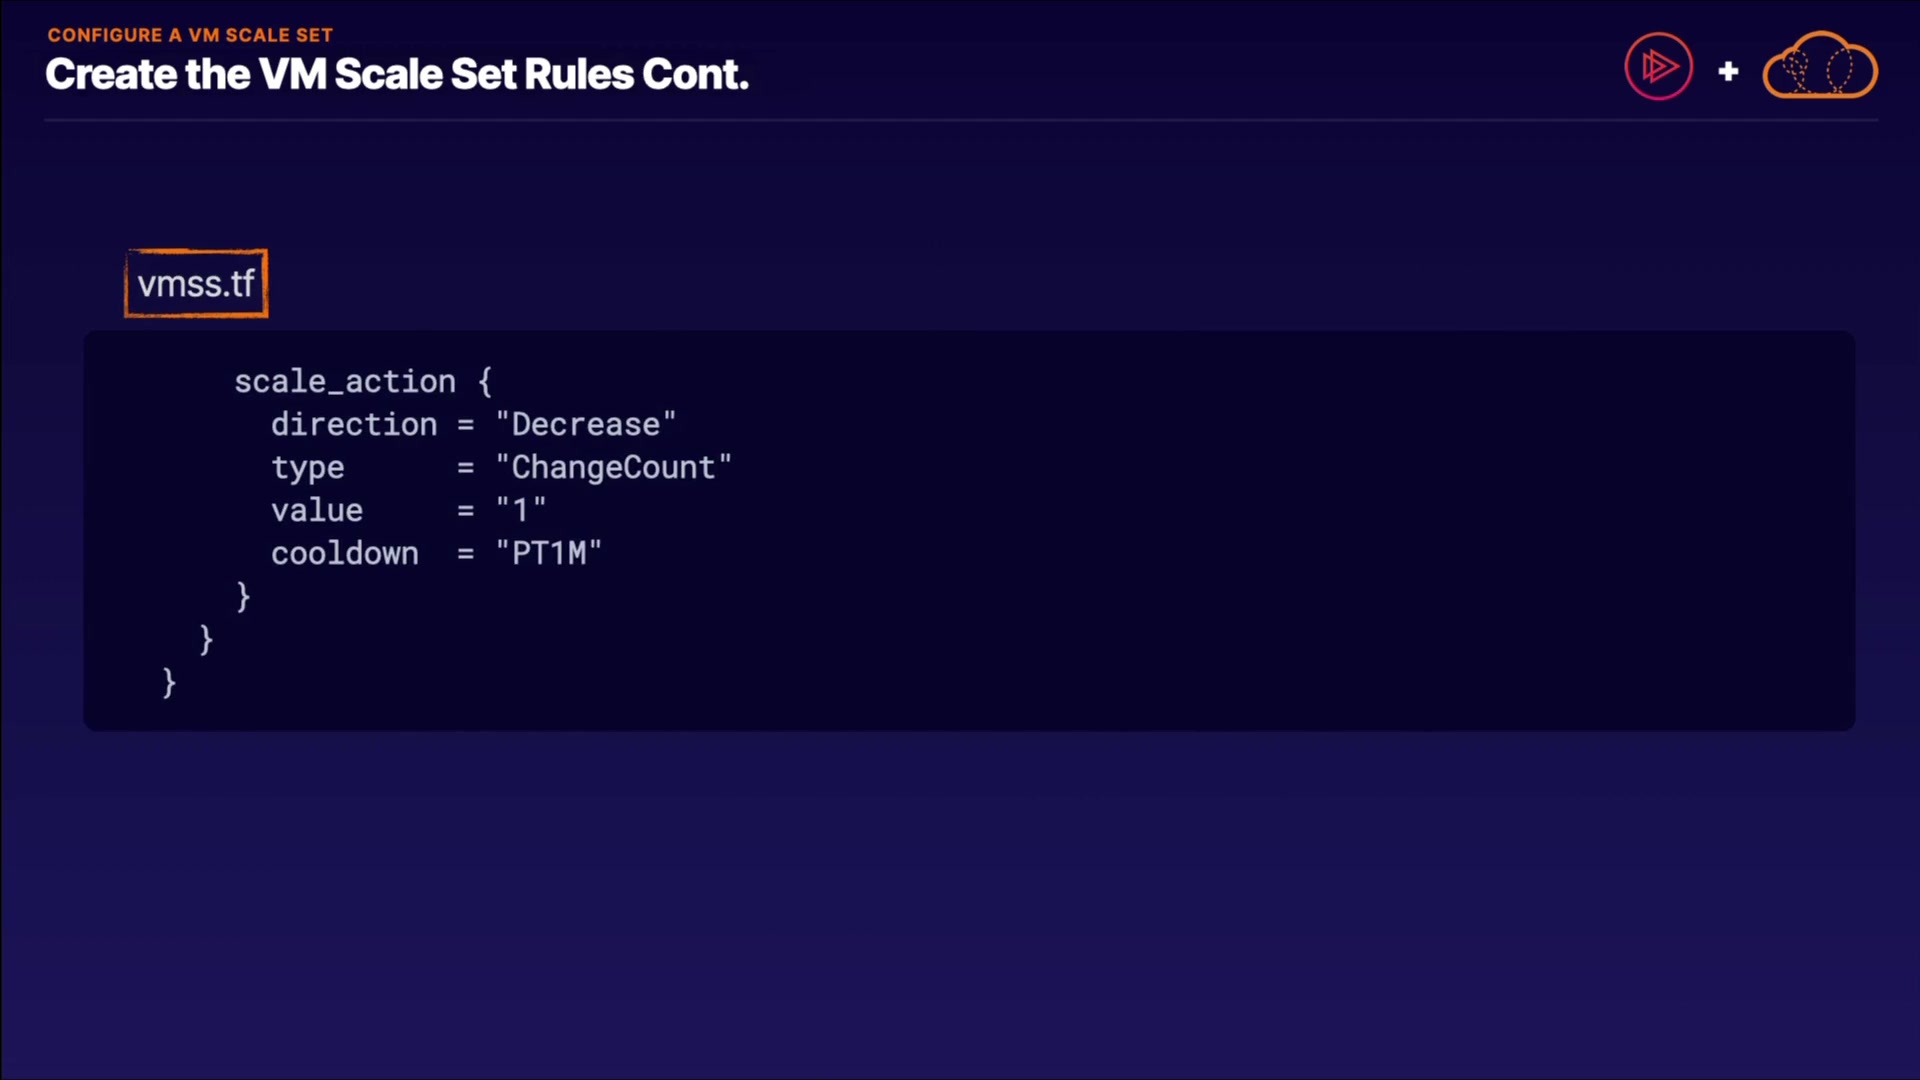 CONFIGURE A VM SCALE SET
Create the VM Scale Set Rules Cont.
+
vmss.tf
scale_action {
direction = "Decrease"
type = "ChangeCount"
value = "1"
cooldown = "PT1M"
}
}
}